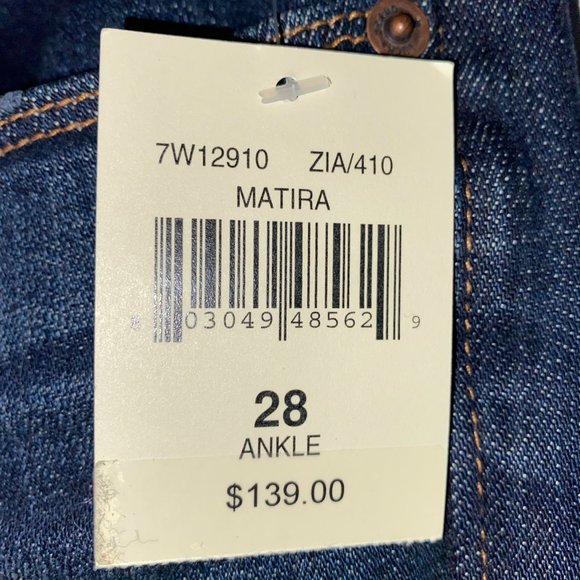 7W12910 ZIA/410
MATIRA
03049 48562 9
28
ANKLE
$139.00